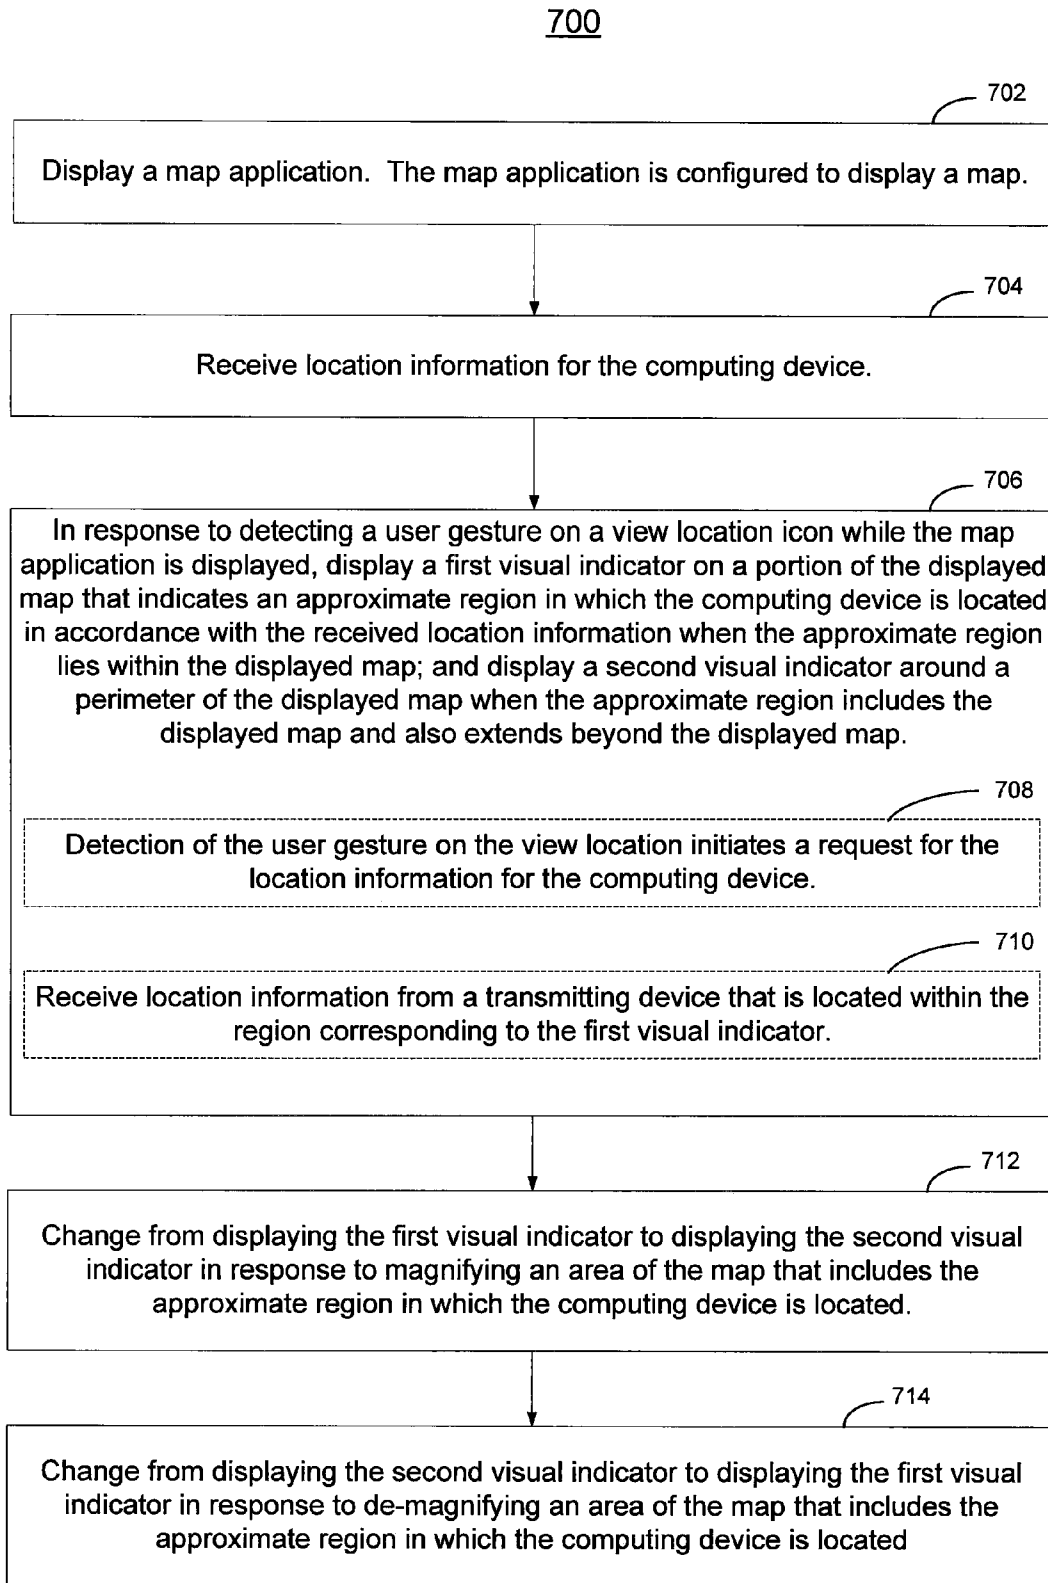 700
702
Display a map application. The map application is configured to display a map.
704
Receive location information for the computing device.
706
In response to detecting a user gesture on a view location icon while the map
application is displayed, display a first visual indicator on a portion of the displayed
map that indicates an approximate region in which the computing device is located
in accordance with the received location information when the approximate region
lies within the displayed map; and display a second visual indicator around a
perimeter of the displayed map when the approximate region includes the
displayed map and also extends beyond the displayed map.
708
Detection of the user gesture on the view location initiates a request for the
location information for the computing device.
710
Receive location information from a transmitting device that is located within the
region corresponding to the first visual indicator.
712
Change from displaying the first visual indicator to displaying the second visual
indicator in response to magnifying an area of the map that includes the
approximate region in which the computing device is located.
714
Change from displaying the second visual indicator to displaying the first visual
indicator in response to de-magnifying an area of the map that includes the
approximate region in which the computing device is located